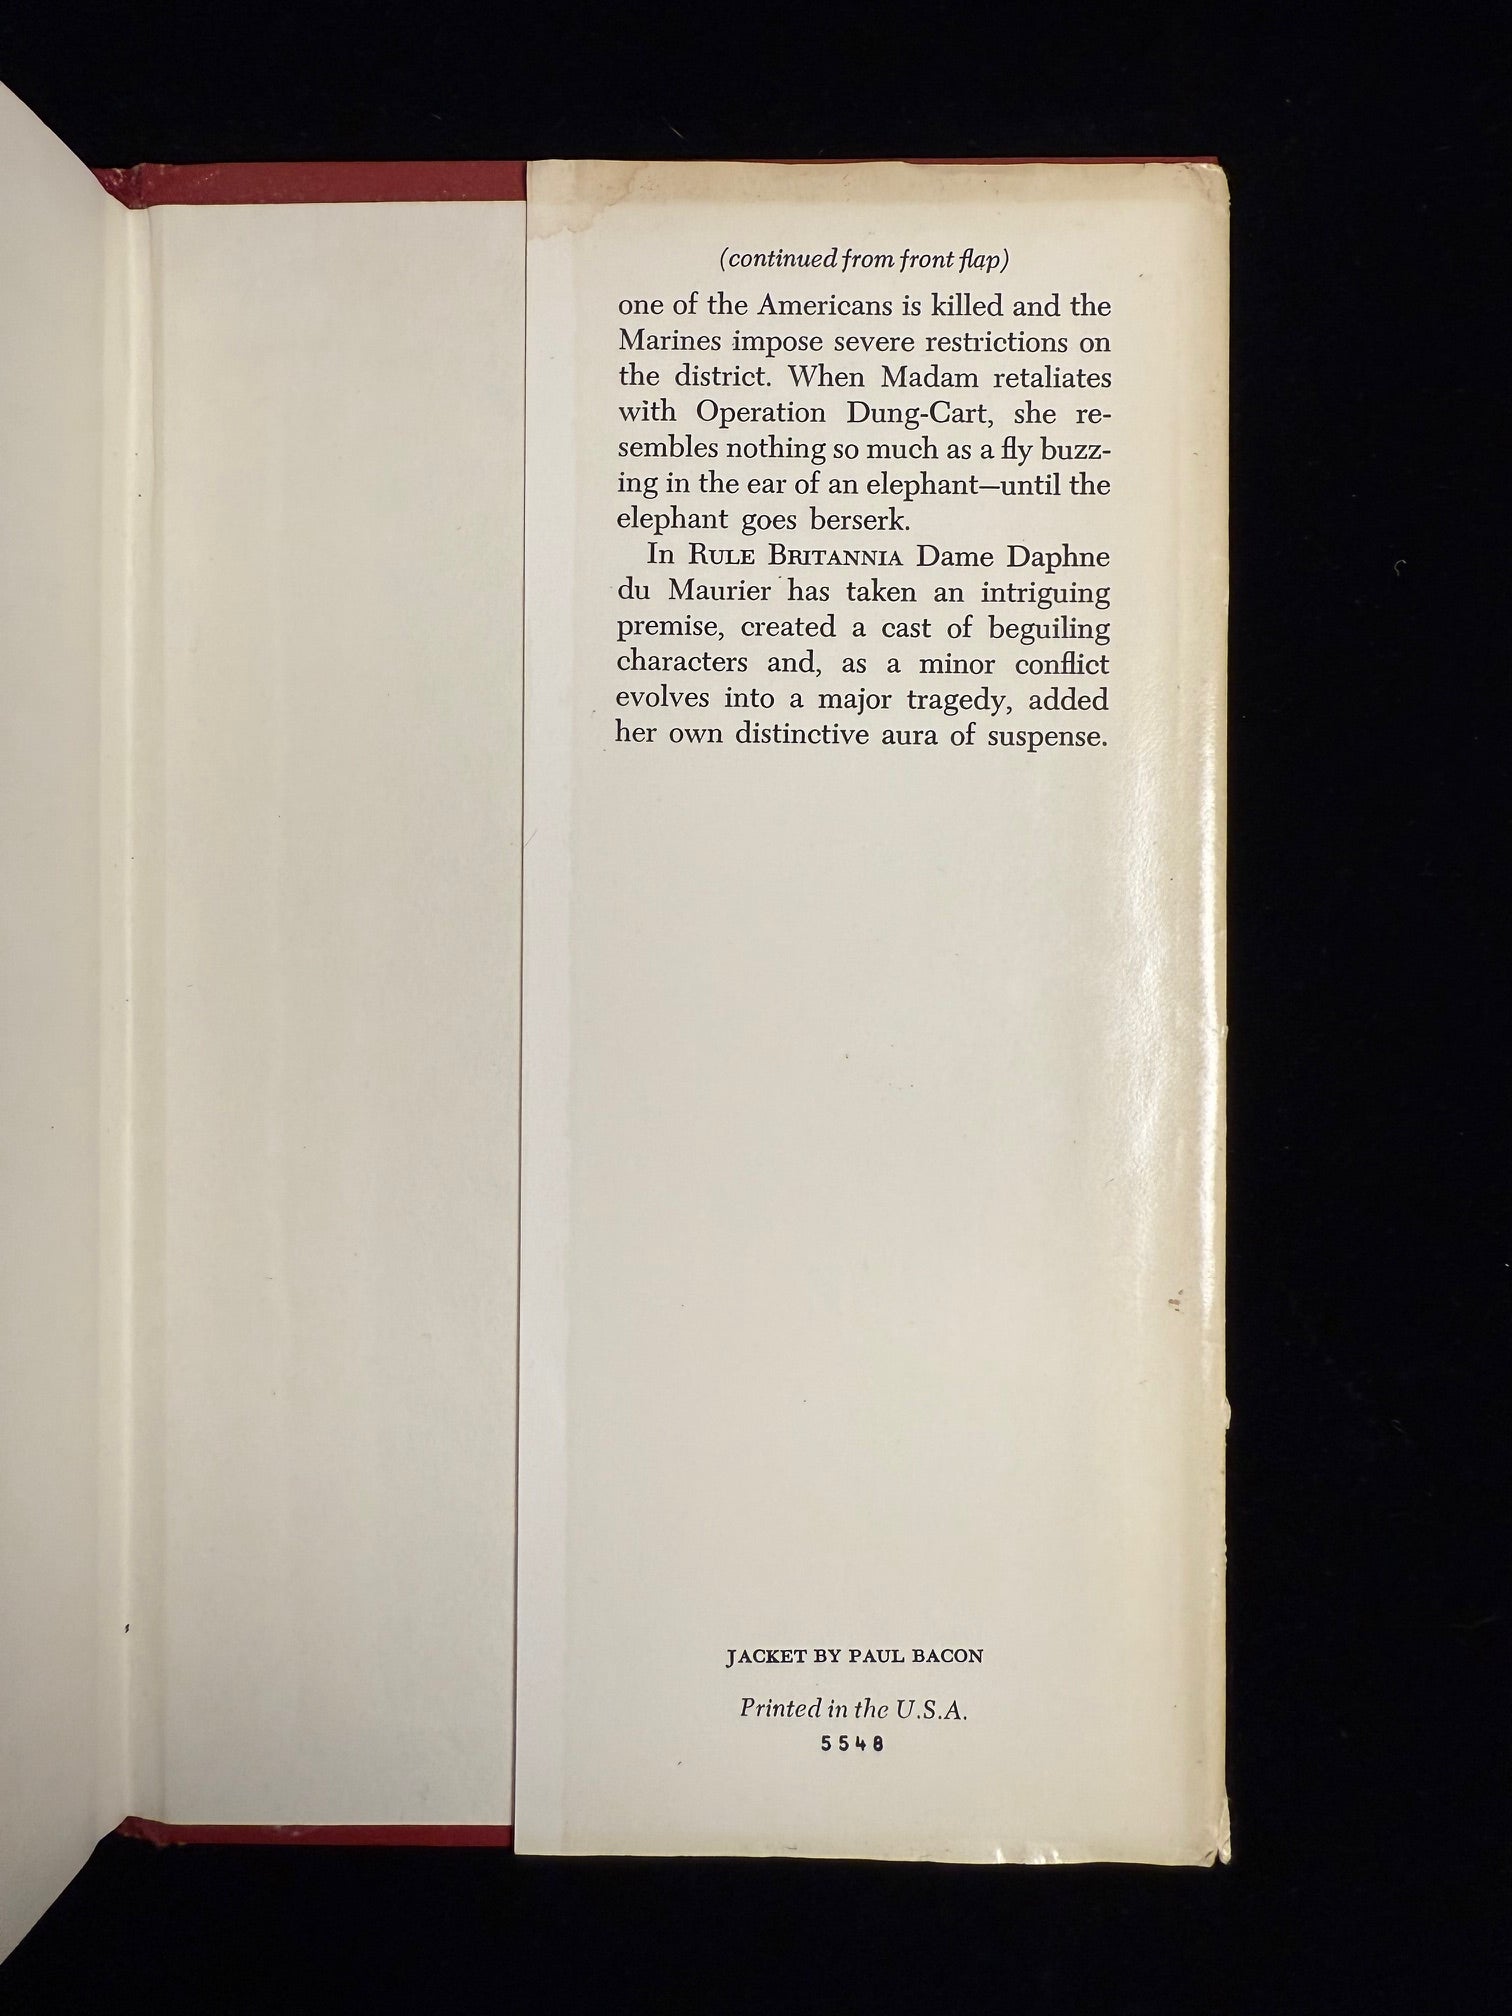 (continued from front flap)
one of the Americans is killed and the
Marines impose severe restrictions on
the district. When Madam retaliates
with Operation Dung-Cart, she re-
sembles nothing so much as a fly buzz-
ing in the ear of an elephant—until the
elephant goes berserk.
In RULE BRITANNIA Dame Daphne
du Maurier has taken an intriguing
premise, created a cast of beguiling
characters and, as a minor conflict
evolves into a major tragedy, added
her own distinctive aura of suspense.
JACKET BY PAUL BACON
Printed in the U.S.A.
5548